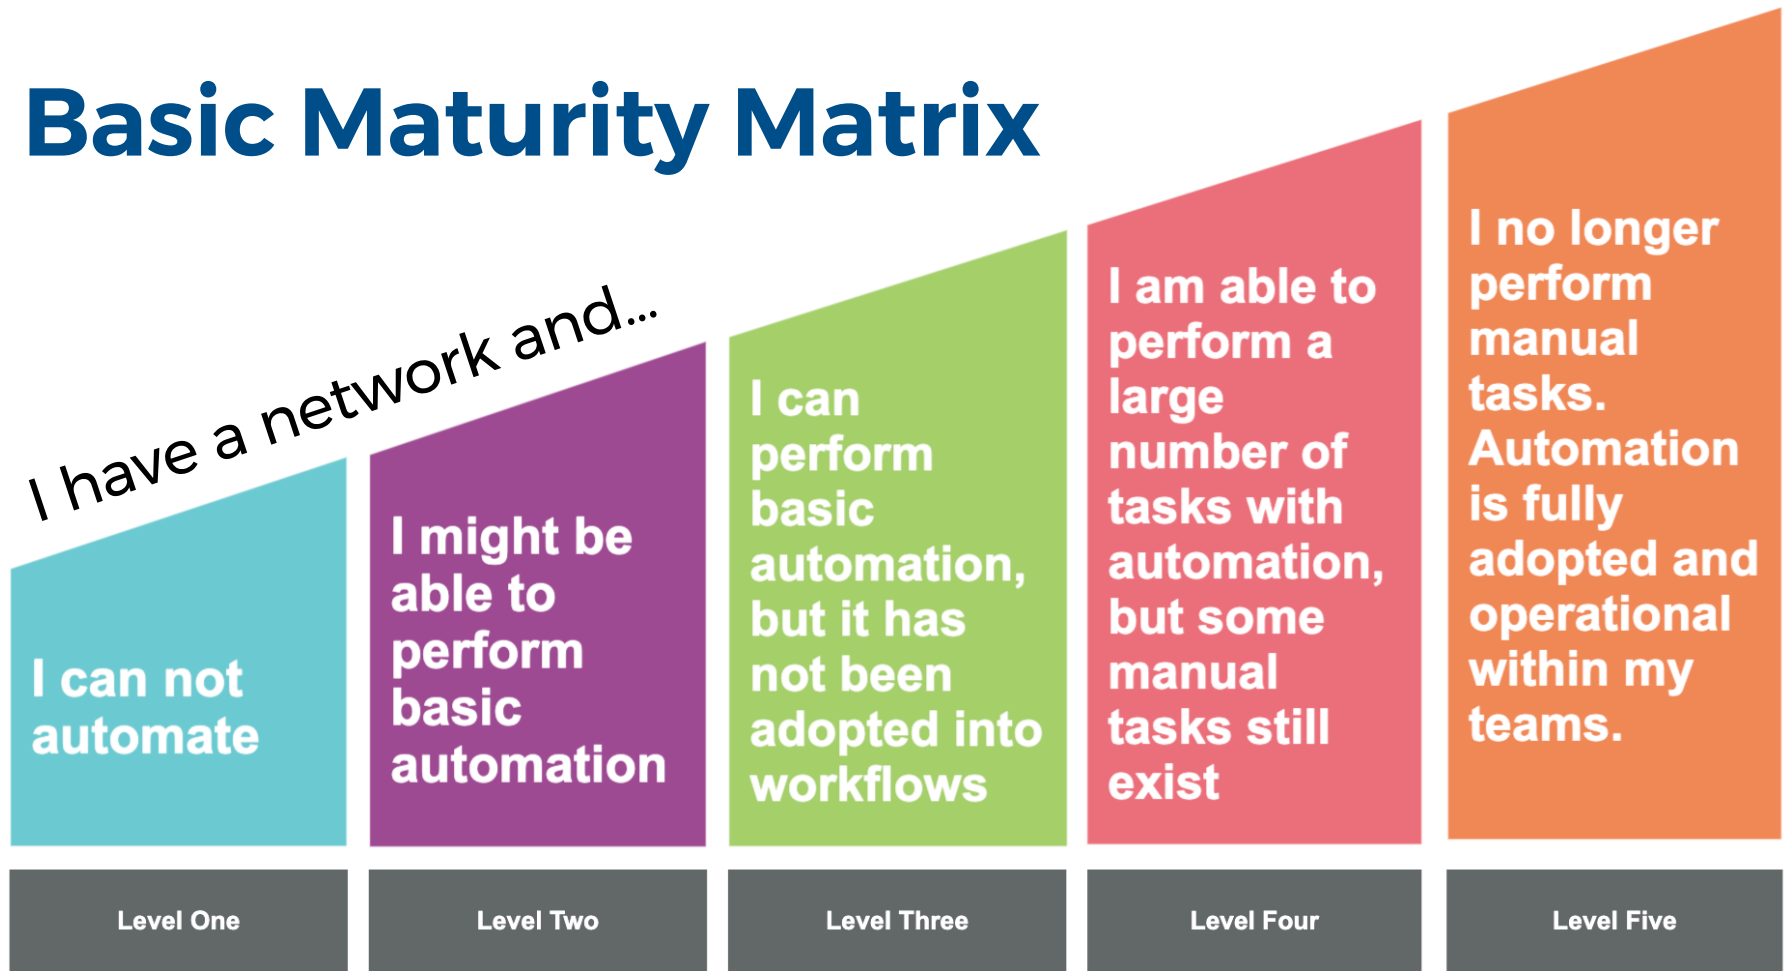 Basic Maturity Matrix
I have a network and...
I can not
automate
I might be
able to
perform
basic
automation
I can
perform
basic
automation,
but it has
not been
adopted into
workflows
I am able to
perform a
large
number of
tasks with
automation,
but some
manual
tasks still
exist
I no longer
perform
manual
tasks.
Automation
is fully
adopted and
operational
within my
teams.
Level One
Level Two
Level Three
Level Four
Level Five